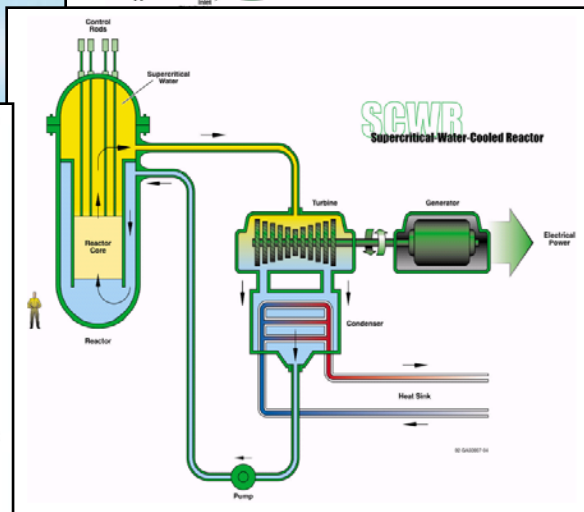 Inlet
Control
Rods
Supercritical
Water
SCWR
Supercritical-Water-Cooled Reactor
Turbine
Generator
Electrical
Power
Reactor
Core
Condenser
Reactor
Heat Sink
Pump